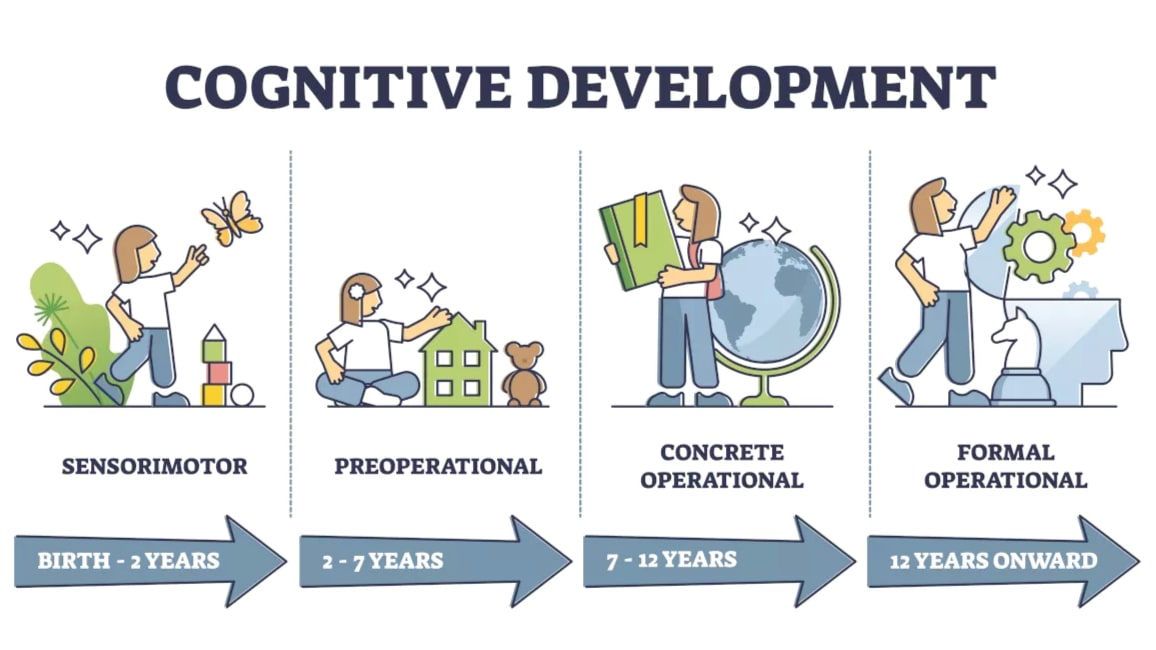 COGNITIVE DEVELOPMENT
SENSORIMOTOR
PREOPERATIONAL
CONCRETE
OPERATIONAL
FORMAL
OPERATIONAL
BIRTH - 2 YEARS
2 - 7 YEARS
7 - 12 YEARS
12 YEARS ONWARD